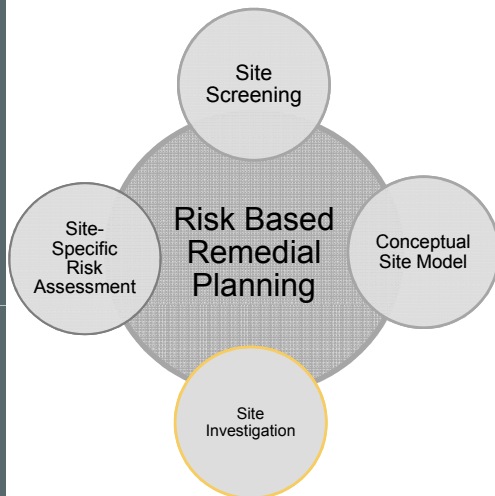 Site
Screening
Risk Based
Remedial
Planning
Site-
Specific
Risk
Assessment
Conceptual
Site Model
Site
Investigation